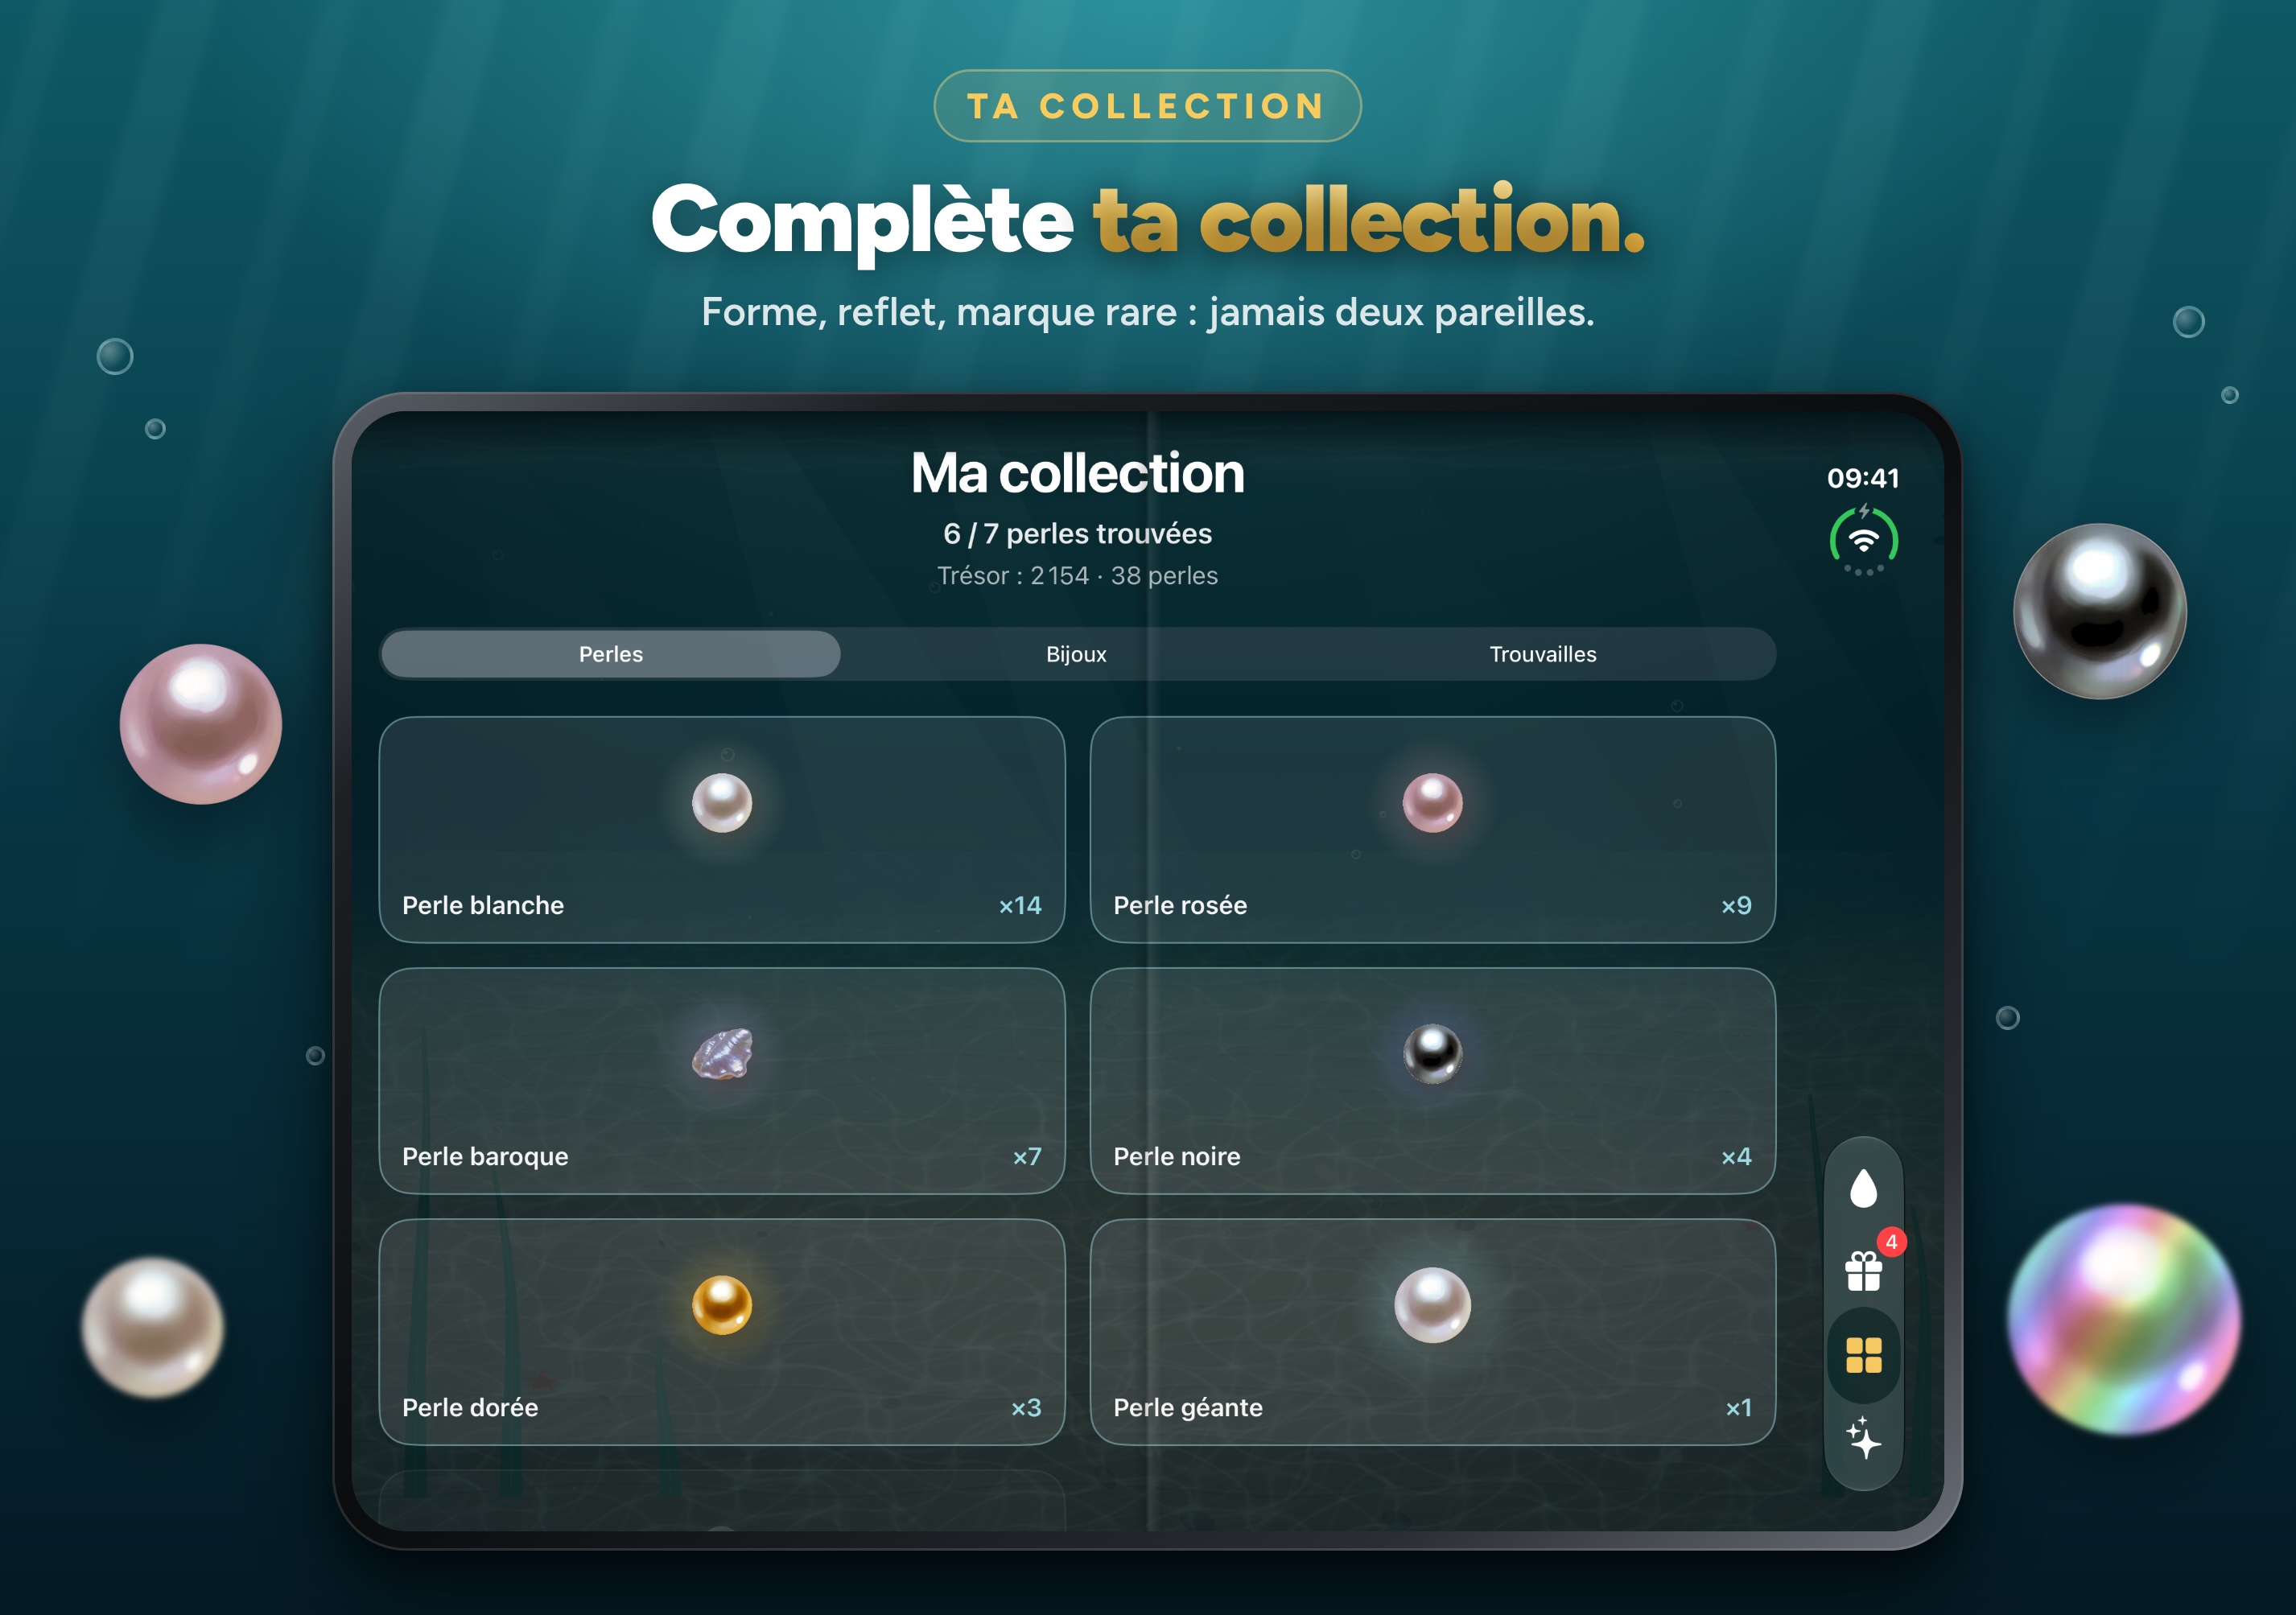 TA COLLECTION
Complète ta collection.
Forme, reflet, marque rare : jamais deux pareilles.
Ma collection
09:41
6 / 7 perles trouvées
Trésor : 2 154 · 38 perles
Perles
Bijoux
Trouvailles
Perle blanche
×14
Perle rosée
×9
Perle baroque
×7
Perle noire
×4
4
Perle dorée
×3
Perle géante
×1